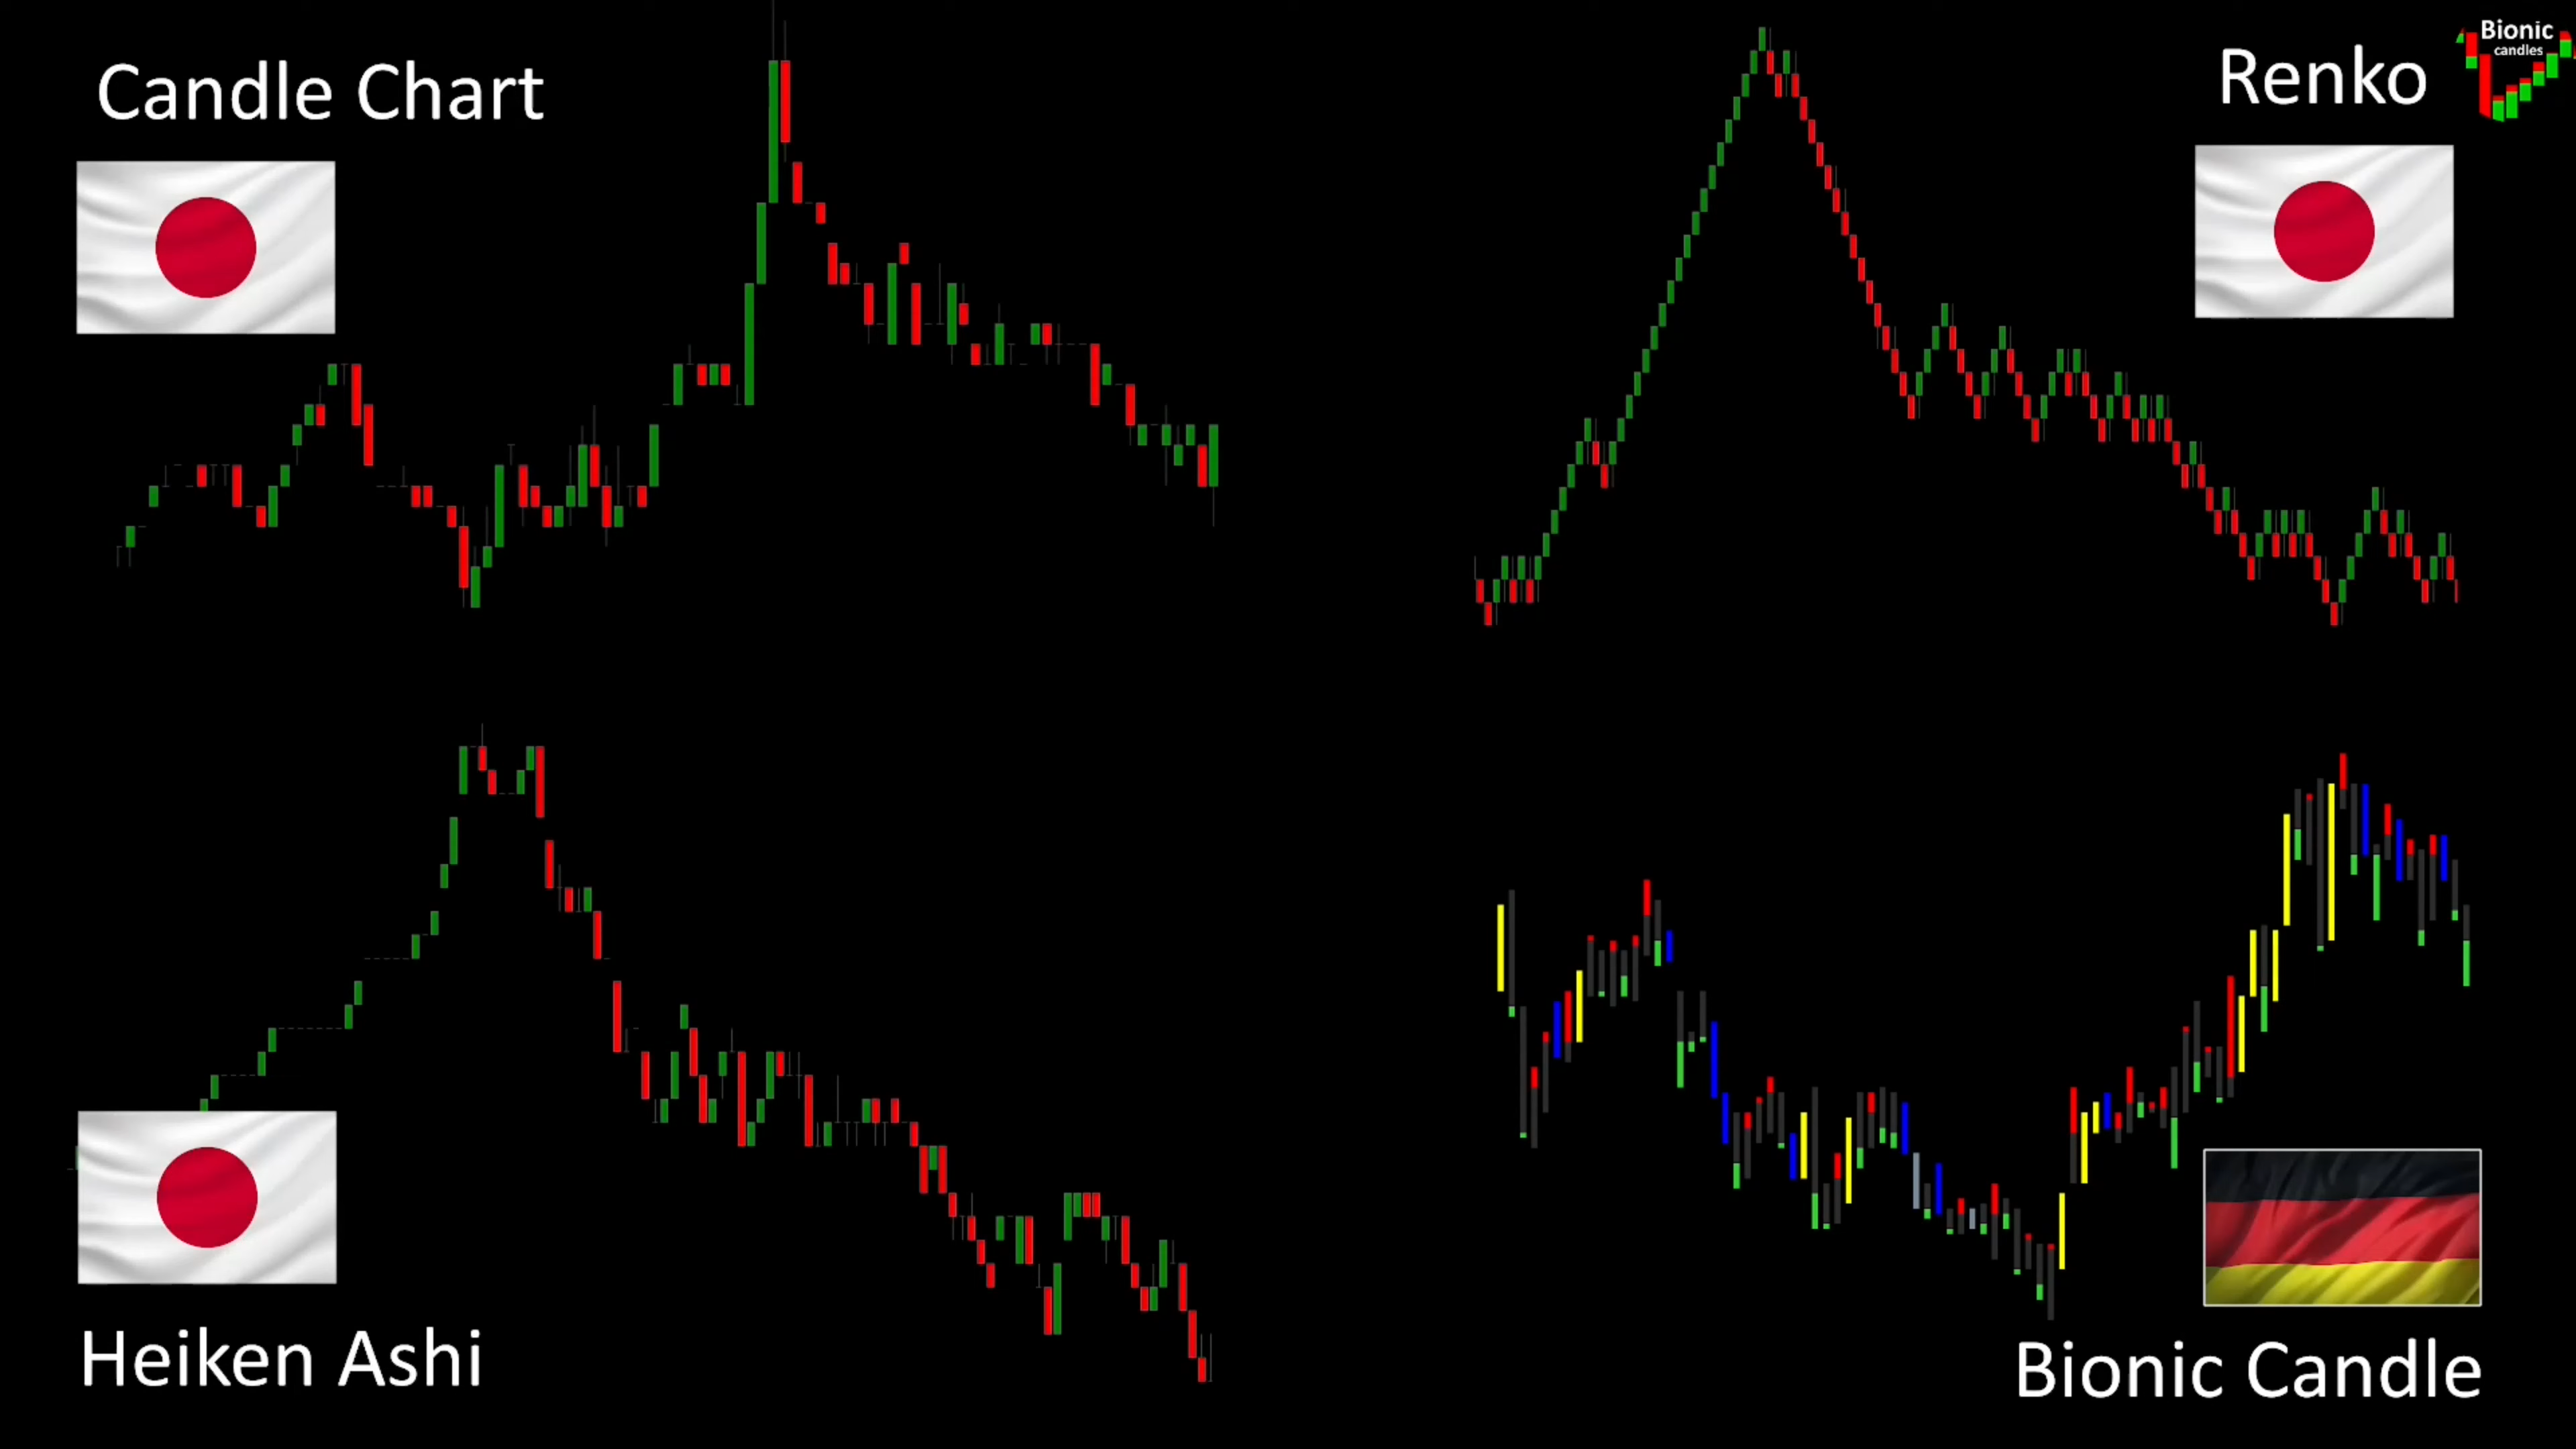 Candle Chart
Renko
Bionic
candles
Heiken Ashi
Bionic Candle